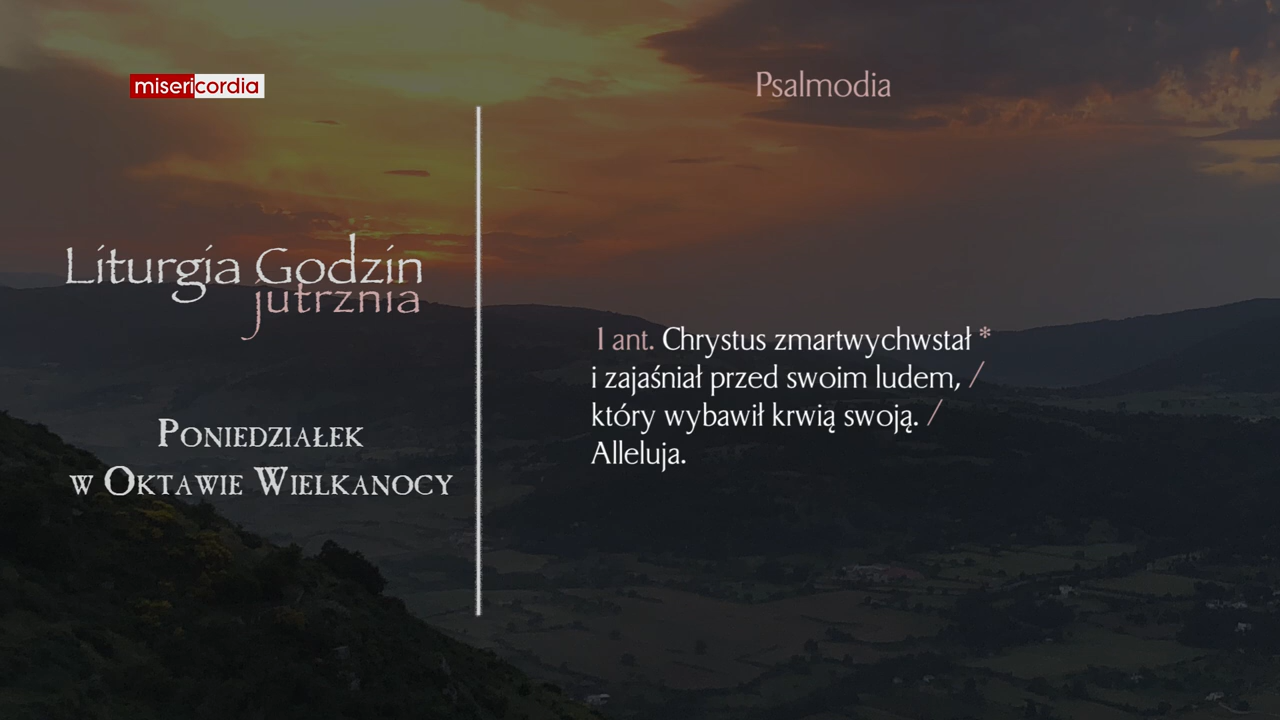 misericordia
Psalmodia
Liturgia Godzin
jutrznia
Poniedziałek
w Oktawie Wielkanocy
1 ant. Chrystus zmartwychwstał *
i zajaśniał przed swoim ludem, /
który wybawił krwią swoją. /
Alleluja.